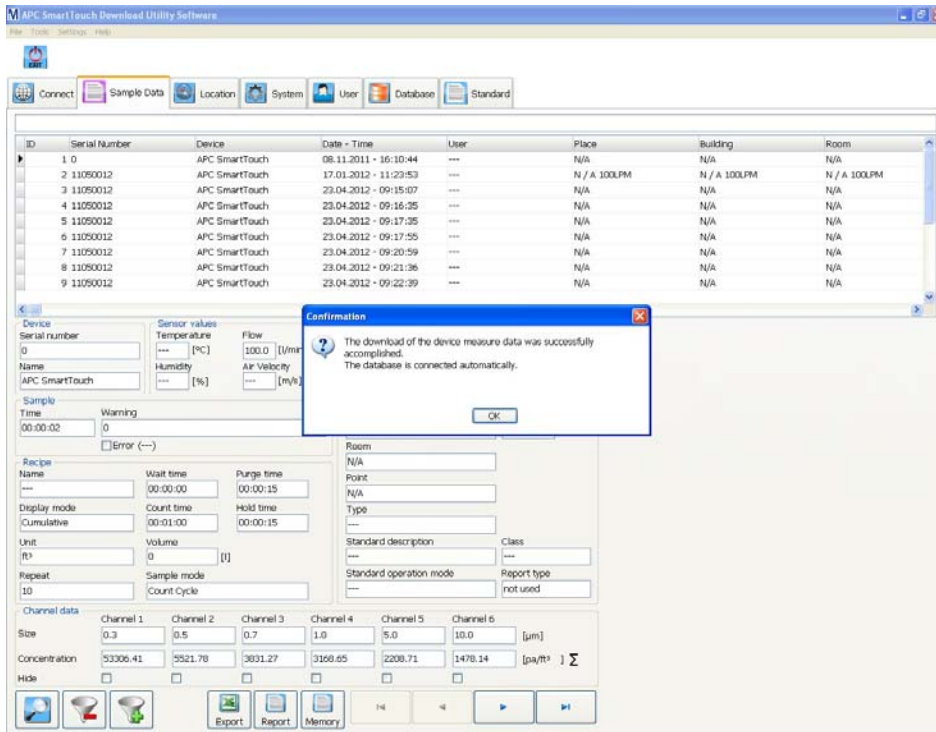 M APC SmartTouch Download Utility Software
File Tools Settings Help
EXIT
Connect Sample Data Location System User Database Standard
ID Serial Number Device Date - Time User Place Building Room
1 0 APC SmartTouch 08.11.2011 - 16:10:44 --- N/A N/A N/A
2 11050012 APC SmartTouch 17.01.2012 - 11:23:53 --- N / A 100LPM N / A 100LPM N / A 100LPM
3 11050012 APC SmartTouch 23.04.2012 - 09:15:07 --- N/A N/A N/A
4 11050012 APC SmartTouch 23.04.2012 - 09:16:35 --- N/A N/A N/A
5 11050012 APC SmartTouch 23.04.2012 - 09:17:35 --- N/A N/A N/A
6 11050012 APC SmartTouch 23.04.2012 - 09:17:55 --- N/A N/A N/A
7 11050012 APC SmartTouch 23.04.2012 - 09:20:59 --- N/A N/A N/A
8 11050012 APC SmartTouch 23.04.2012 - 09:21:36 --- N/A N/A N/A
9 11050012 APC SmartTouch 23.04.2012 - 09:22:39 --- N/A N/A N/A
Confirmation
The download of the device measure data was successfully
accomplished.
The database is connected automatically.
OK
Device Sensor values
Serial number Temperature Flow
0 --- [°C] 100.0 [l/min
Name Humidity Air Velocity
APC SmartTouch --- [%] --- [m/s]
Sample
Time Warning
00:00:02 0
Error (---)
Room
N/A
Point
N/A
Type
---
Standard description Class
--- ---
Standard operation mode Report type
--- not used
Recipe
Name Wait time Purge time
--- 00:00:00 00:00:15
Display mode Count time Hold time
Cumulative 00:01:00 00:00:15
Unit Volume
ft³ 0 [l]
Repeat Sample mode
10 Count Cycle
Channel data
Channel 1 Channel 2 Channel 3 Channel 4 Channel 5 Channel 6
Size 0.3 0.5 0.7 1.0 5.0 10.0 [µm]
Concentration 53306.41 5521.78 3831.27 3168.65 2208.71 1478.14 [pa/ft³ ] Σ
Hide
Export Report Memory